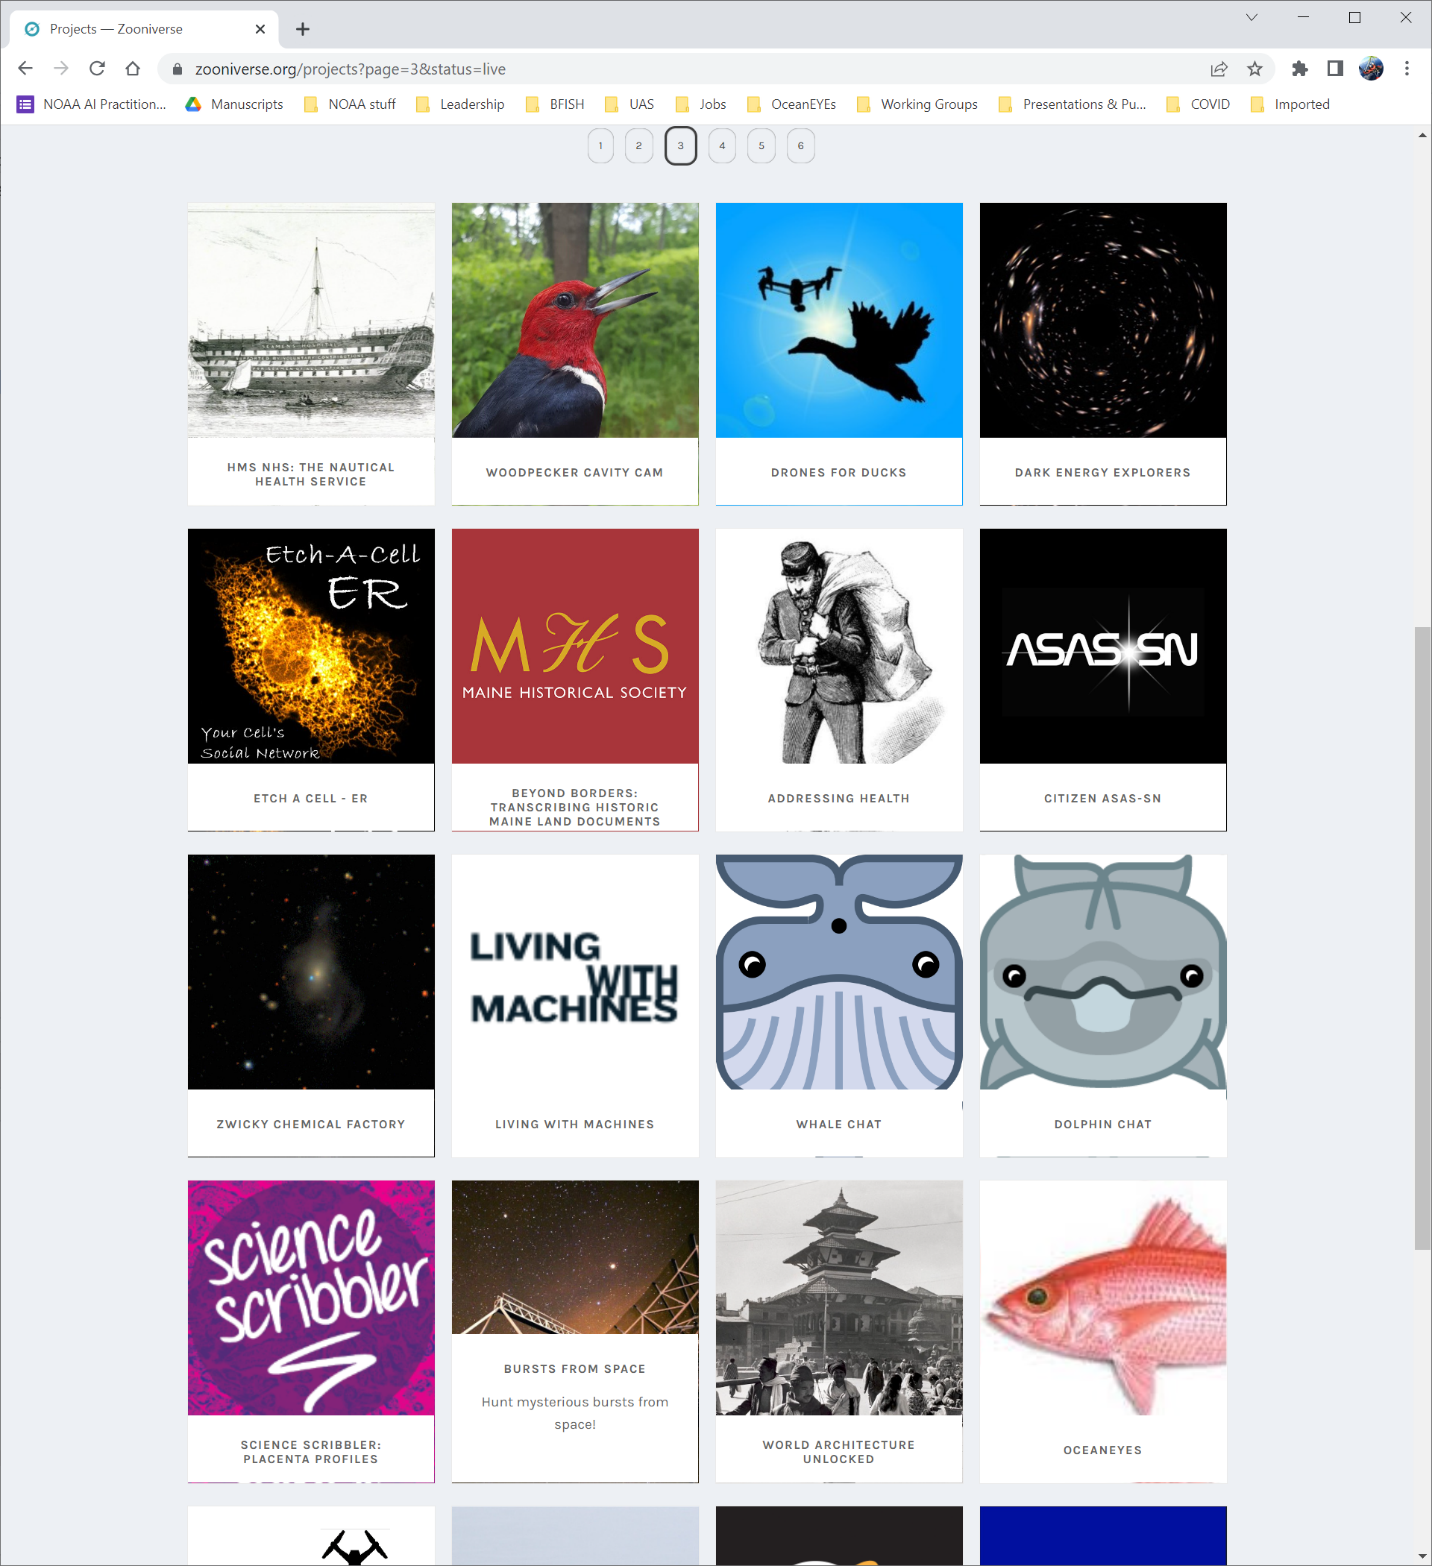 Projects — Zooniverse
zooniverse.org/projects?page=3&status=live
NOAA AI Practition... Manuscripts NOAA stuff Leadership BFISH UAS Jobs OceanEYEs Working Groups Presentations & Pu... COVID Imported
1 2 3 4 5 6
HMS NHS: THE NAUTICAL
HEALTH SERVICE
WOODPECKER CAVITY CAM
DRONES FOR DUCKS
DARK ENERGY EXPLORERS
Etch-A-Cell
ER
Your Cell's
Social Network
ETCH A CELL - ER
MHS
MAINE HISTORICAL SOCIETY
BEYOND BORDERS:
TRANSCRIBING HISTORIC
MAINE LAND DOCUMENTS
ADDRESSING HEALTH
ASAS-SN
CITIZEN ASAS-SN
ZWICKY CHEMICAL FACTORY
LIVING
WITH
MACHINES
LIVING WITH MACHINES
WHALE CHAT
DOLPHIN CHAT
science
scribbler
SCIENCE SCRIBBLER:
PLACENTA PROFILES
BURSTS FROM SPACE
Hunt mysterious bursts from
space!
WORLD ARCHITECTURE
UNLOCKED
OCEANEYES